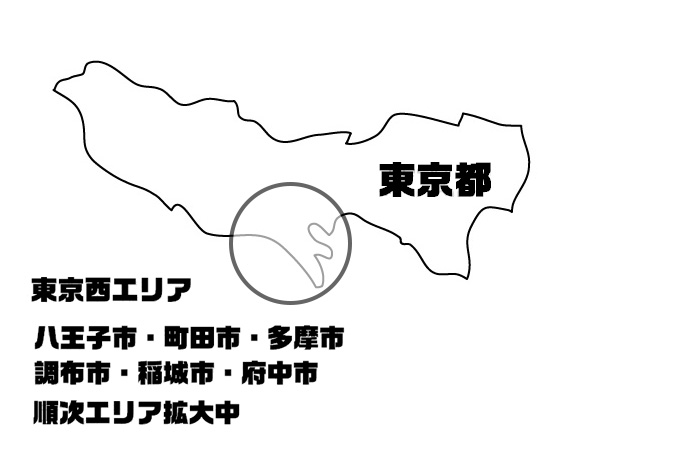 東京都
東京西エリア
八王子市・町田市・多摩市
調布市・稲城市・府中市
順次エリア拡大中